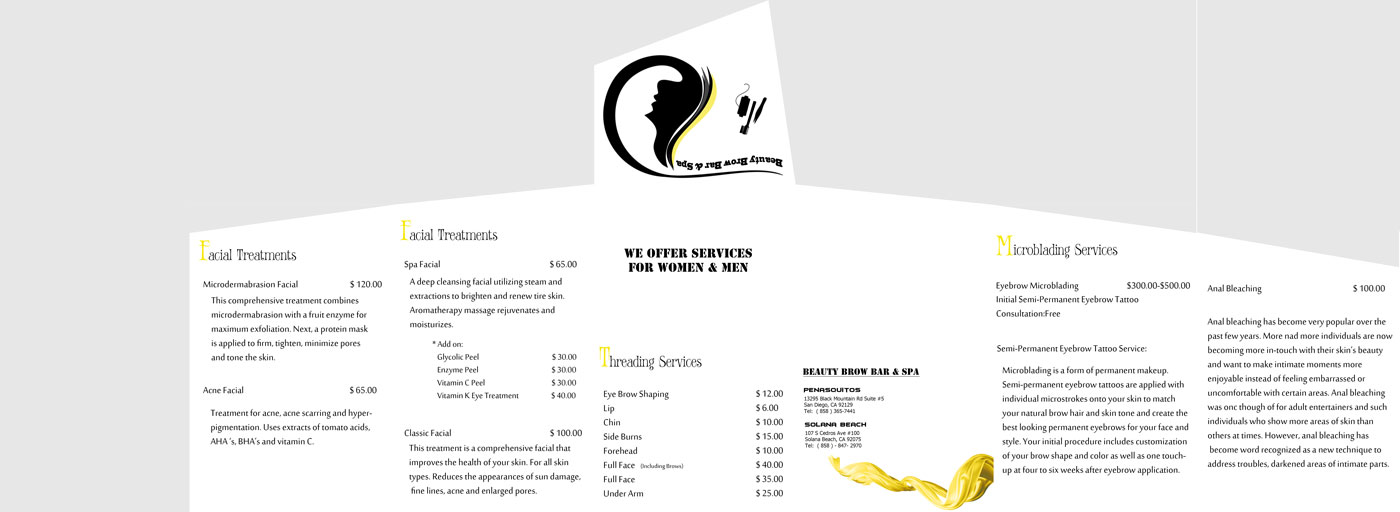 Beauty Brow Bar & Spa
Facial Treatments
Microdermabrasion Facial $ 120.00
This comprehensive treatment combines
microdermabrasion with a fruit enzyme for
maximum exfoliation. Next, a protein mask
is applied to firm, tighten, minimize pores
and tone the skin.
Acne Facial $ 65.00
Treatment for acne, acne scarring and hyper-
pigmentation. Uses extracts of tomato acids,
AHA 's, BHA's and vitamin C.
Facial Treatments
Spa Facial $ 65.00
A deep cleansing facial utilizing steam and
extractions to brighten and renew tire skin.
Aromatherapy massage rejuvenates and
moisturizes.
* Add on:
Glycolic Peel $ 30.00
Enzyme Peel $ 30.00
Vitamin C Peel $ 30.00
Vitamin K Eye Treatment $ 40.00
Classic Facial $ 100.00
This treatment is a comprehensive facial that
improves the health of your skin. For all skin
types. Reduces the appearances of sun damage,
fine lines, acne and enlarged pores.
WE OFFER SERVICES
FOR WOMEN & MEN
Threading Services
Eye Brow Shaping $ 12.00
Lip $ 6.00
Chin $ 10.00
Side Burns $ 15.00
Forehead $ 10.00
Full Face (Including Brows) $ 40.00
Full Face $ 35.00
Under Arm $ 25.00
BEAUTY BROW BAR & SPA
PENASQUITOS
13295 Black Mountain Rd Suite #5
San Diego, CA 92129
Tel: ( 858 ) 365-7441
SOLANA BEACH
107 S Cedros Ave #100
Solana Beach, CA 92075
Tel: ( 858 ) - 847- 2970
Microblading Services
Eyebrow Microblading $300.00-$500.00
Initial Semi-Permanent Eyebrow Tattoo
Consultation:Free
Semi-Permanent Eyebrow Tattoo Service:
Microblading is a form of permanent makeup.
Semi-permanent eyebrow tattoos are applied with
individual microstrokes onto your skin to match
your natural brow hair and skin tone and create the
best looking permanent eyebrows for your face and
style. Your initial procedure includes customization
of your brow shape and color as well as one touch-
up at four to six weeks after eyebrow application.
Anal Bleaching $ 100.00
Anal bleaching has become very popular over the
past few years. More nad more individuals are now
becoming more in-touch with their skin's beauty
and want to make intimate moments more
enjoyable instead of feeling embarrassed or
uncomfortable with certain areas. Anal bleaching
was onc though of for adult entertainers and such
individuals who show more areas of skin than
others at times. However, anal bleaching has
become word recognized as a new technique to
address troubles, darkened areas of intimate parts.